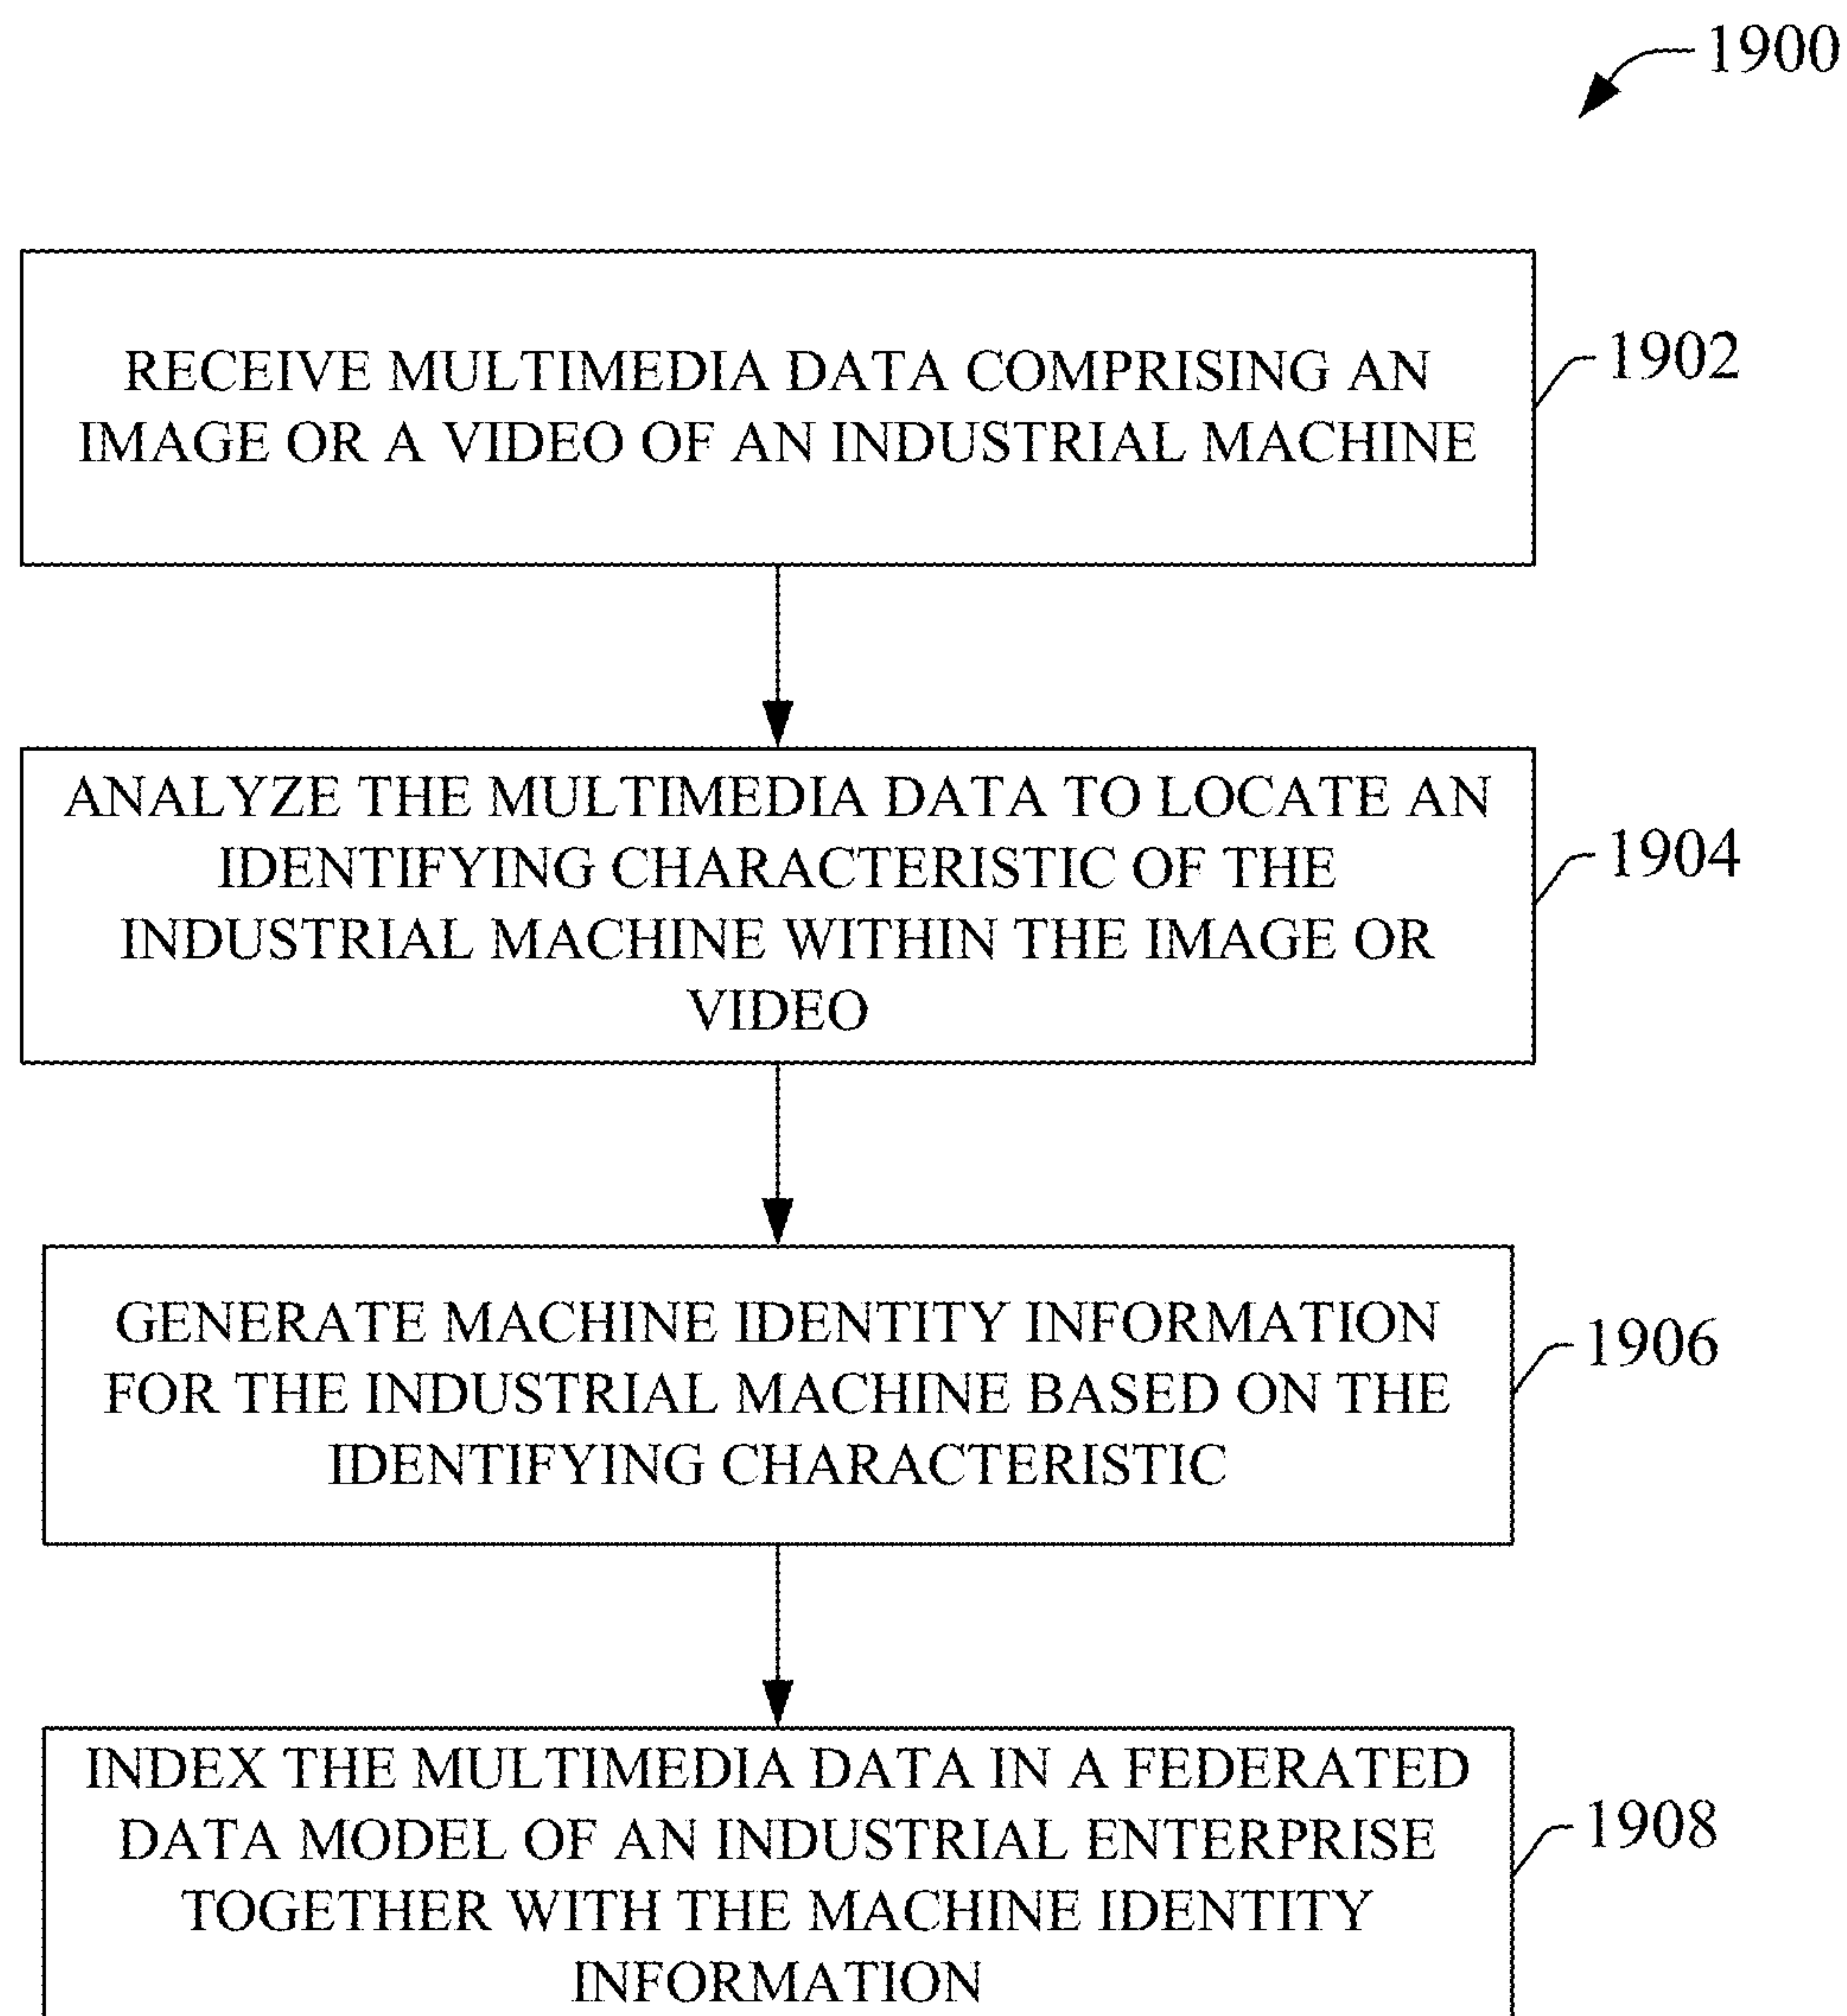 1900
RECEIVE MULTIMEDIA DATA COMPRISING AN
IMAGE OR A VIDEO OF AN INDUSTRIAL MACHINE
1902
ANALYZE THE MULTIMEDIA DATA TO LOCATE AN
IDENTIFYING CHARACTERISTIC OF THE
INDUSTRIAL MACHINE WITHIN THE IMAGE OR
VIDEO
1904
GENERATE MACHINE IDENTITY INFORMATION
FOR THE INDUSTRIAL MACHINE BASED ON THE
IDENTIFYING CHARACTERISTIC
1906
INDEX THE MULTIMEDIA DATA IN A FEDERATED
DATA MODEL OF AN INDUSTRIAL ENTERPRISE
TOGETHER WITH THE MACHINE IDENTITY
INFORMATION
1908